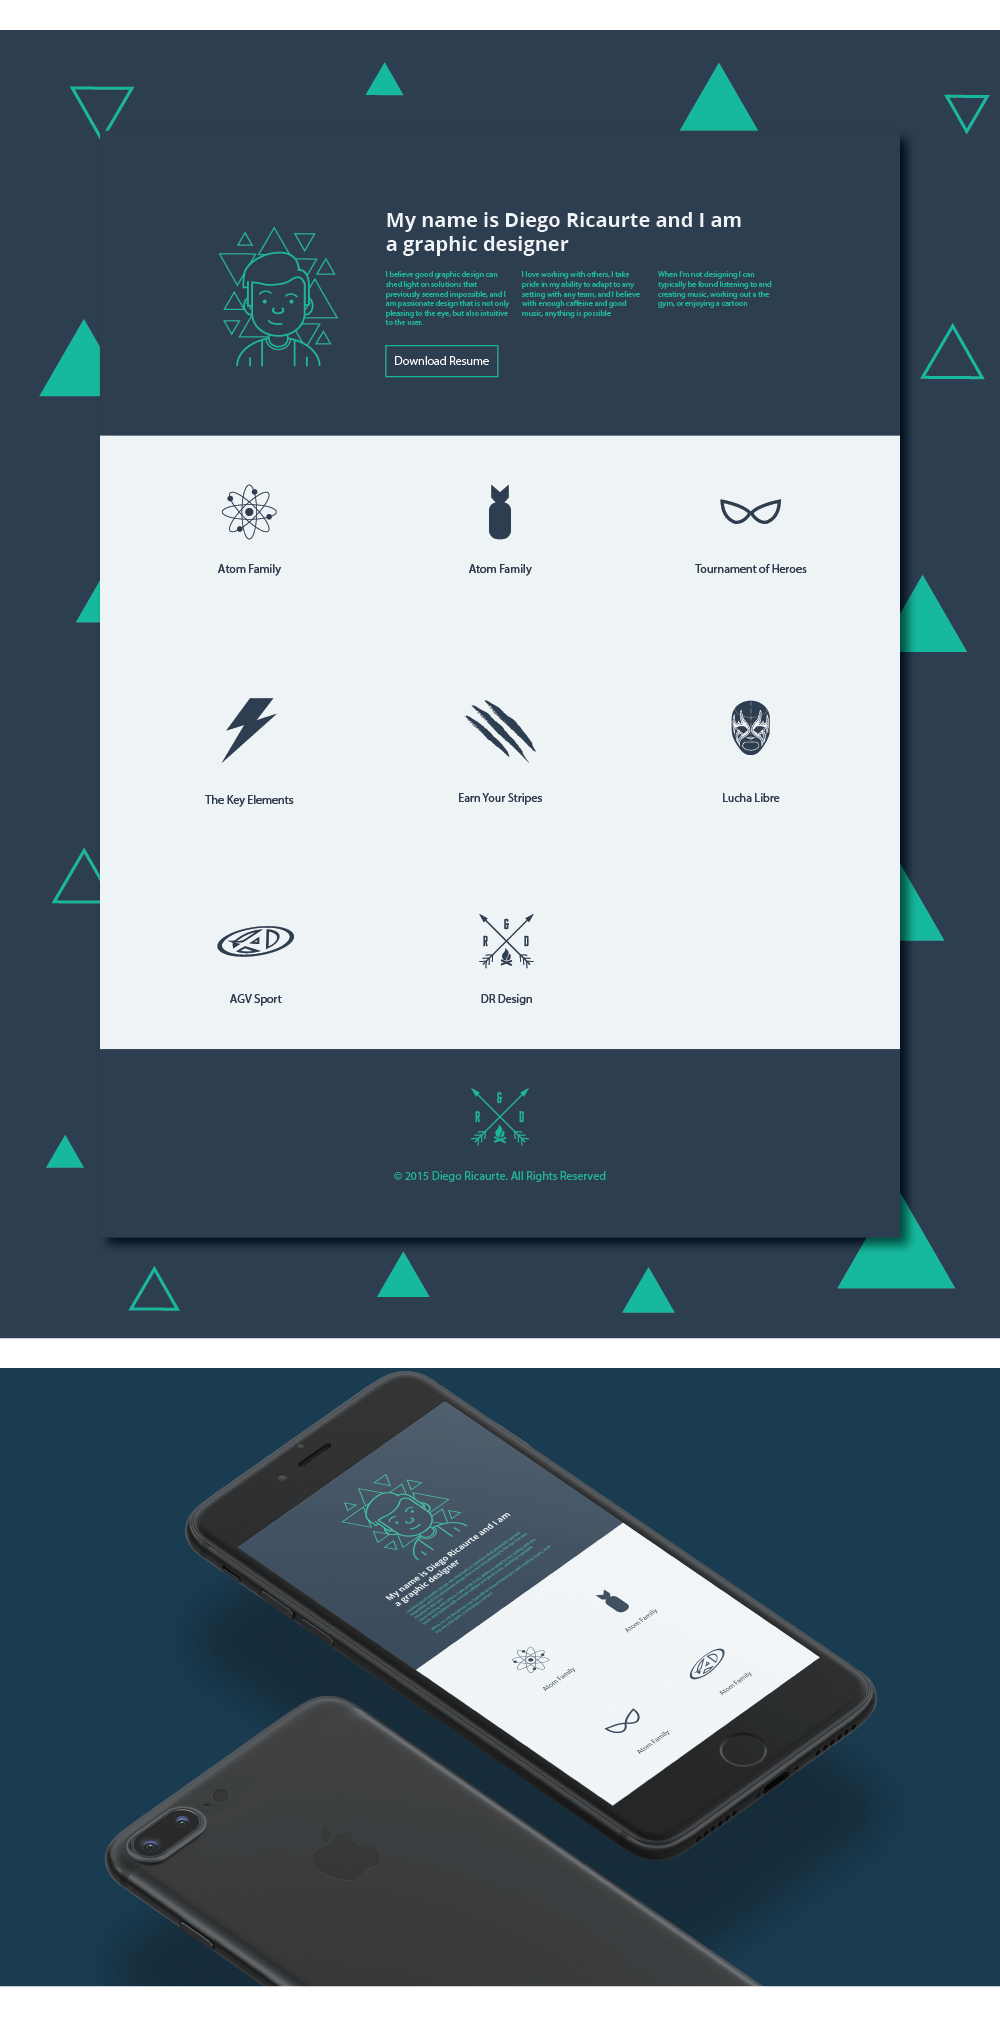 My name is Diego Ricaurte and I am
a graphic designer
I believe good graphic design can
shed light on solutions that
previously seemed impossible, and I
am passionate design that is not only
pleasing to the eye, but also intuitive
to the user.
I love working with others, I take
pride in my ability to adapt to any
setting with any team, and I believe
with enough caffeine and good
music, anything is possible
When I'm not designing I can
typically be found listening to and
creating music, working out a the
gym, or enjoying a cartoon
Download Resume
Atom Family
Atom Family
Tournament of Heroes
The Key Elements
Earn Your Stripes
Lucha Libre
AGV Sport
&
R D
DR Design
&
R D
© 2015 Diego Ricaurte. All Rights Reserved
My name is Diego Ricaurte and I am
a graphic designer
Atom Family
Atom Family
Atom Family
Atom Family